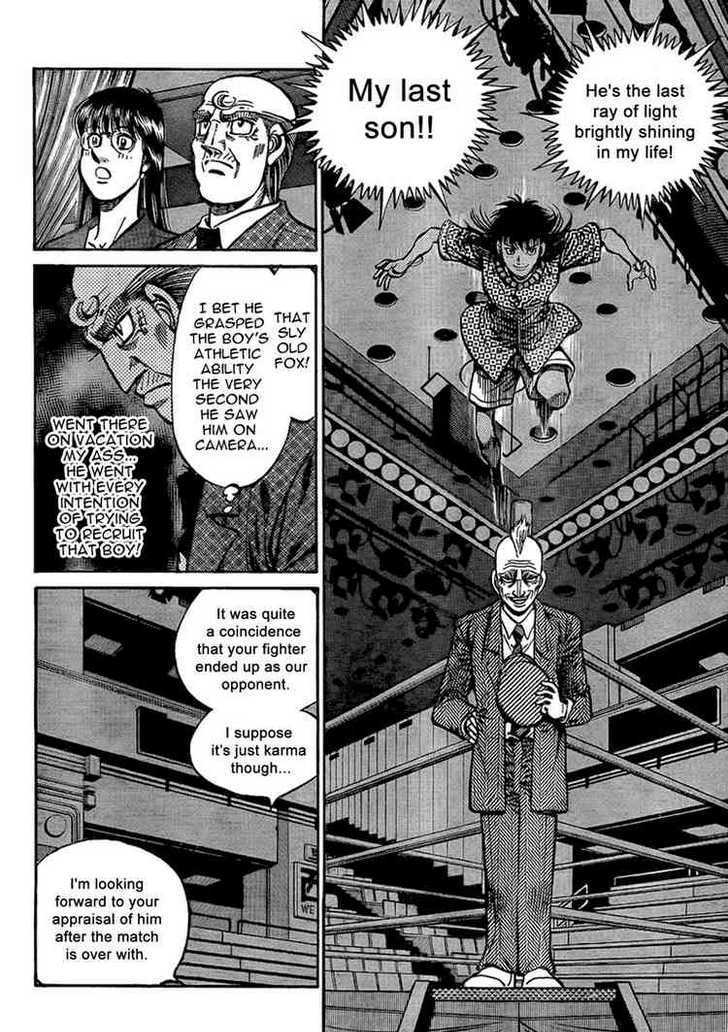 He's the last
ray of light
brightly shining
in my life!
My last
son!!
THAT
SLY
OLD
FOX!
I BET HE
GRASPED
THE BOY'S
ATHLETIC
ABILITY
THE VERY
SECOND
HE SAW
HIM ON
CAMERA...
WENT THERE
ON VACATION
MY ASS...
HE WENT
WITH EVERY
INTENTION
OF TRYING
TO RECRUIT
THAT BOY!
It was quite
a coincidence
that your fighter
ended up as our
opponent.
I suppose
it's just karma
though...
I'm looking
forward to your
appraisal of him
after the match
is over with.
WE